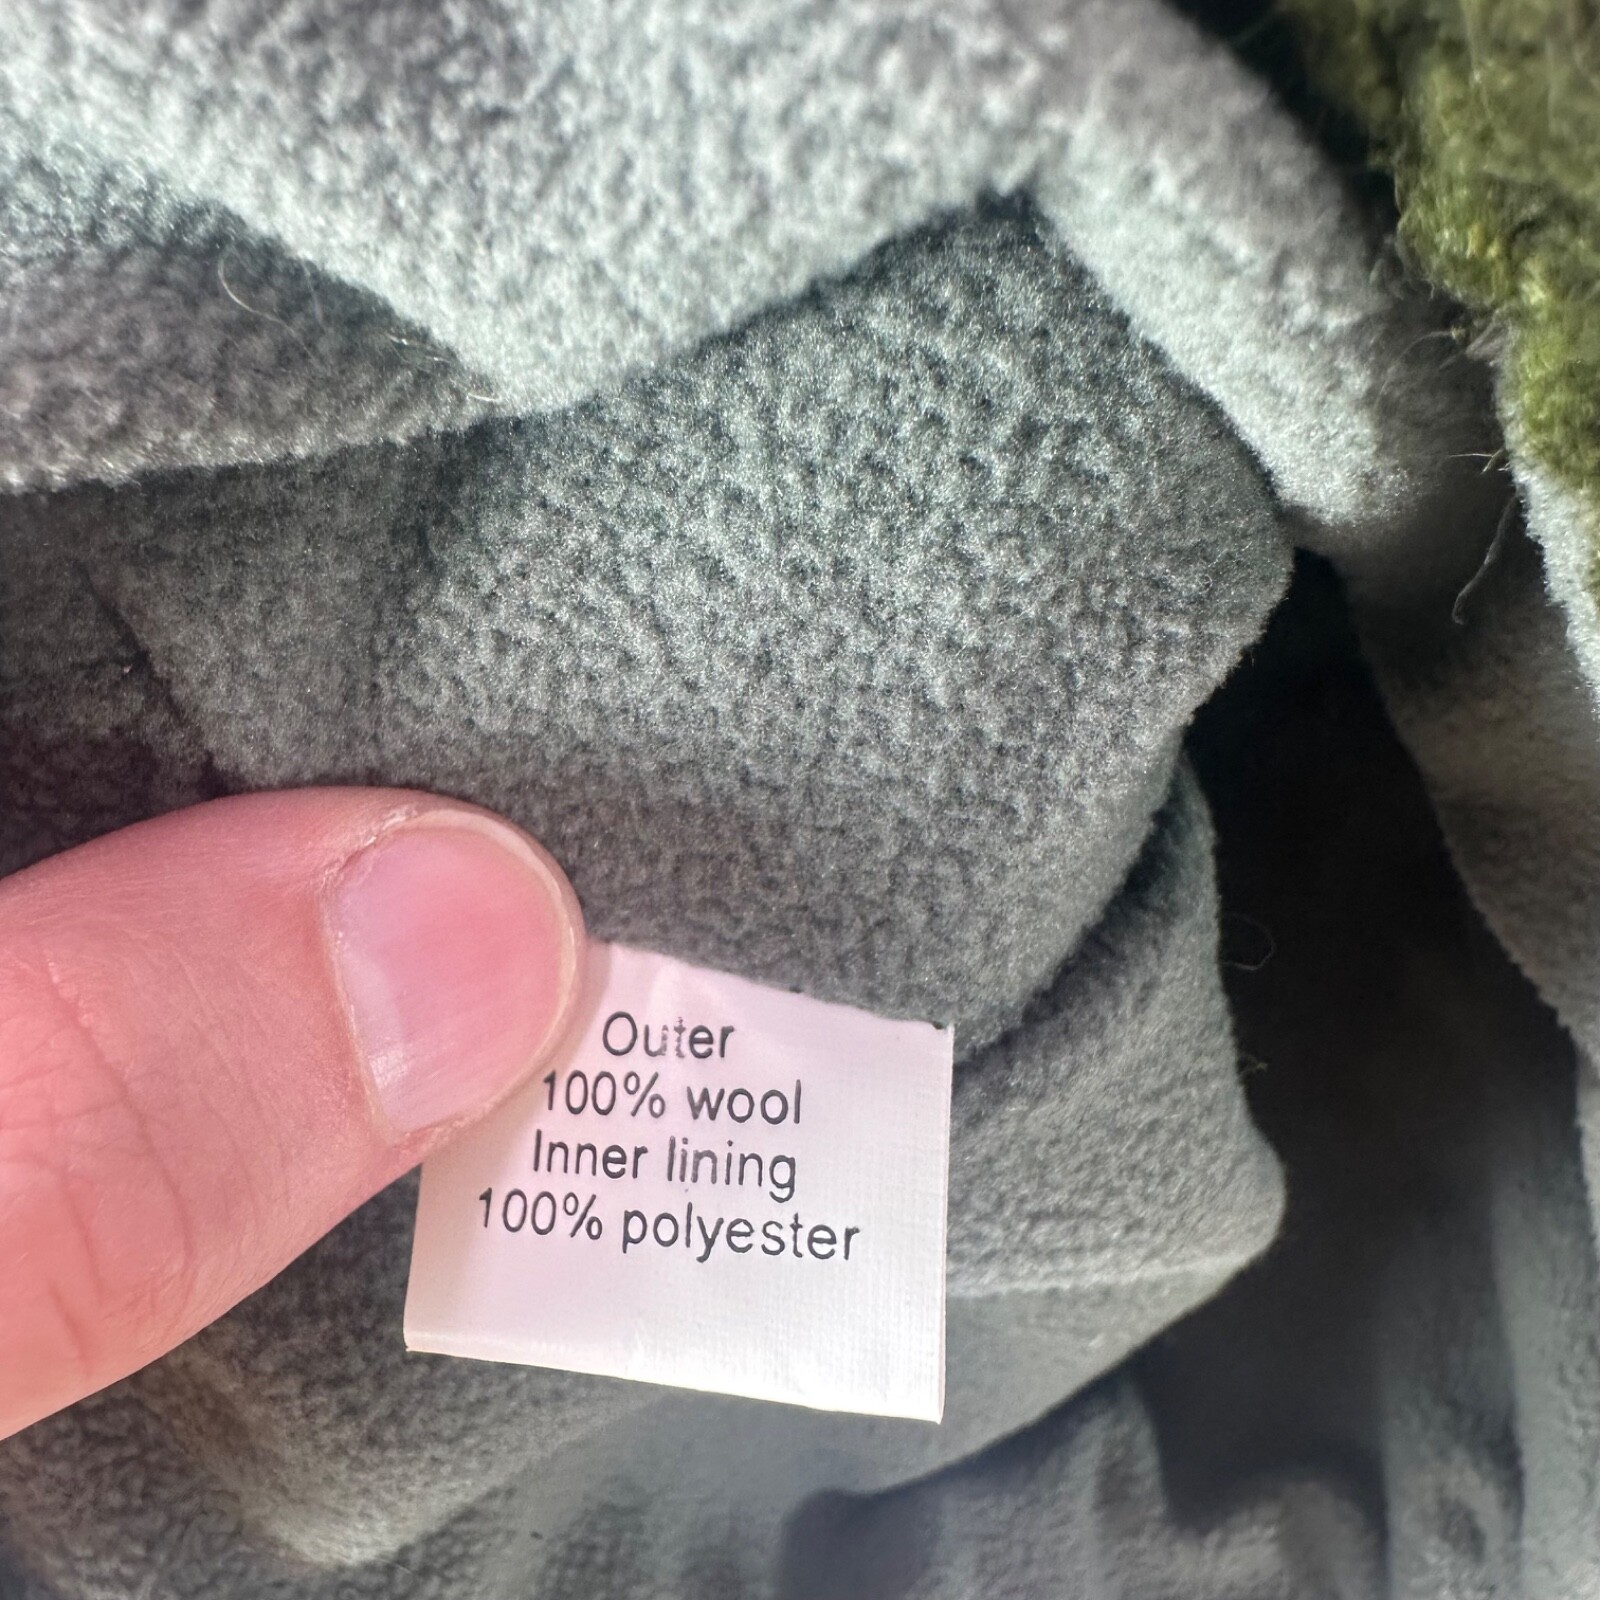 Outer
100% wool
Inner lining
100% polyester